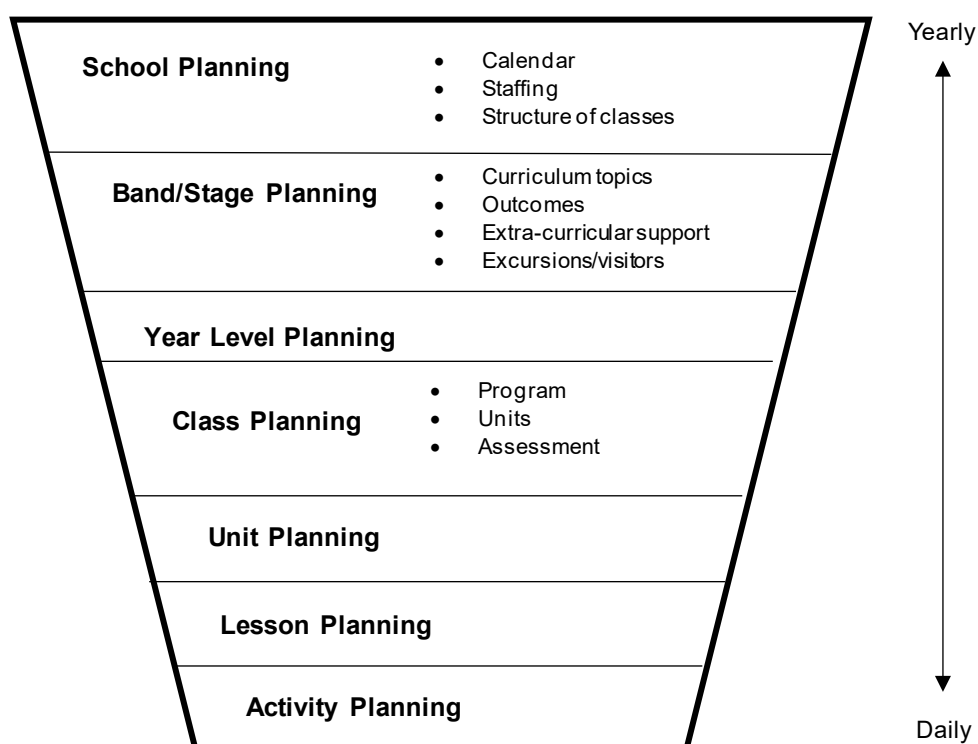 Yearly
School Planning
• Calendar
• Staffing
• Structure of classes
Band/Stage Planning
• Curriculum topics
• Outcomes
• Extra-curricular support
• Excursions/visitors
Year Level Planning
Class Planning
• Program
• Units
• Assessment
Unit Planning
Lesson Planning
Activity Planning
Daily